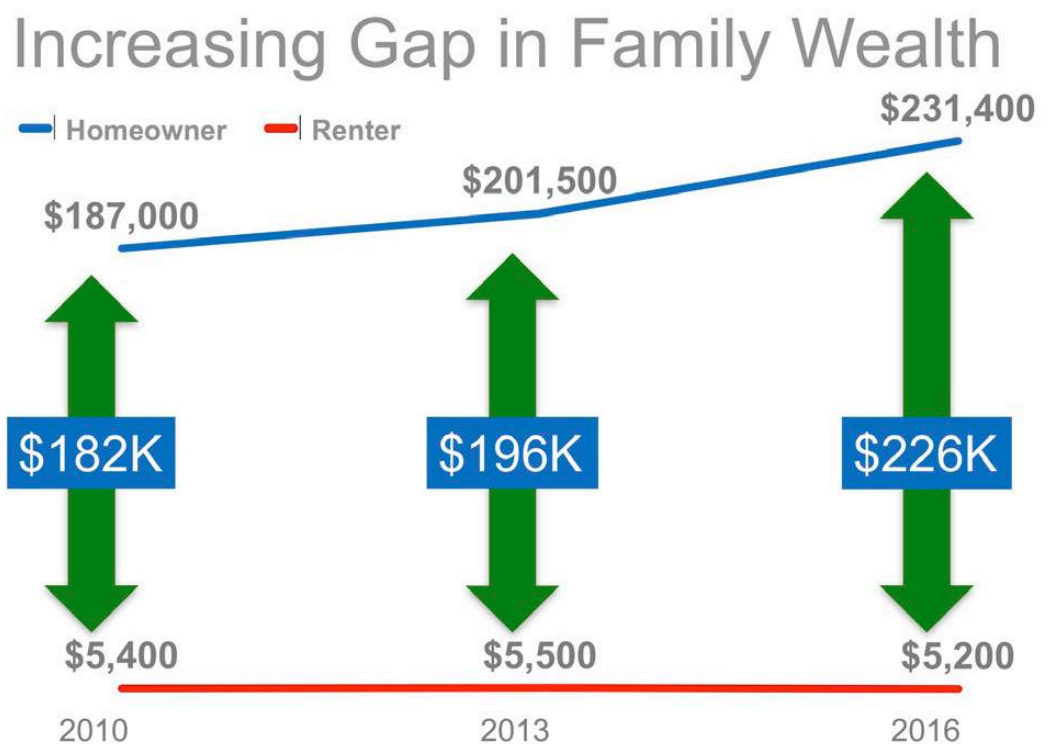 Increasing Gap in Family Wealth
Homeowner Renter
$231,400
$201,500
$187,000
$182K $196K $226K
$5,400 $5,500 $5,200
2010 2013 2016